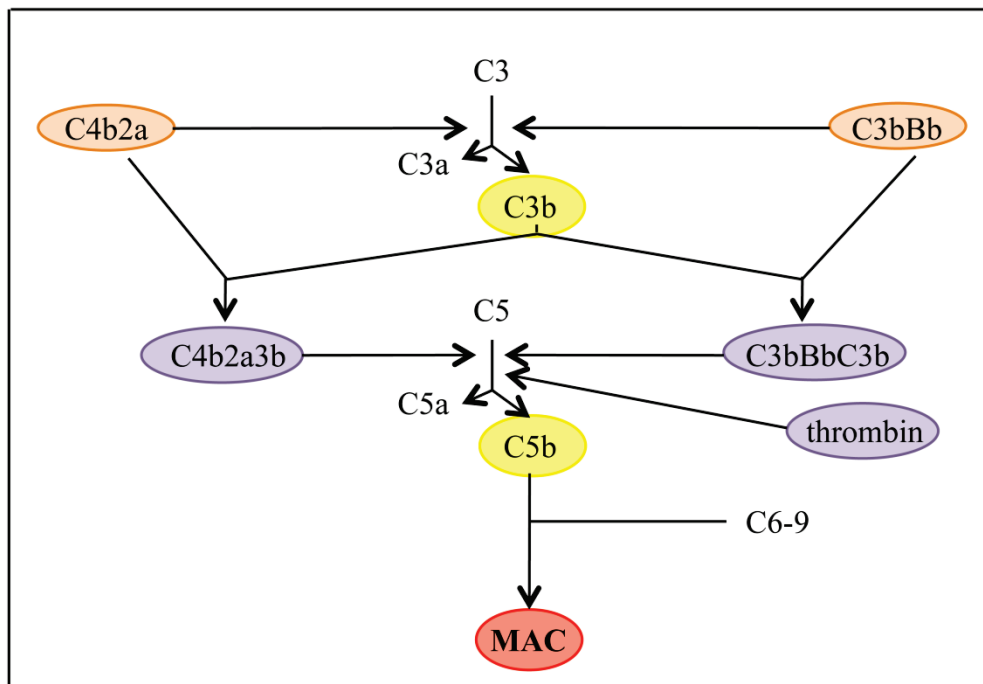 C3
C4b2a
C3bBb
C3a
C3b
C5
C4b2a3b
C3bBbC3b
C5a
thrombin
C5b
C6-9
MAC